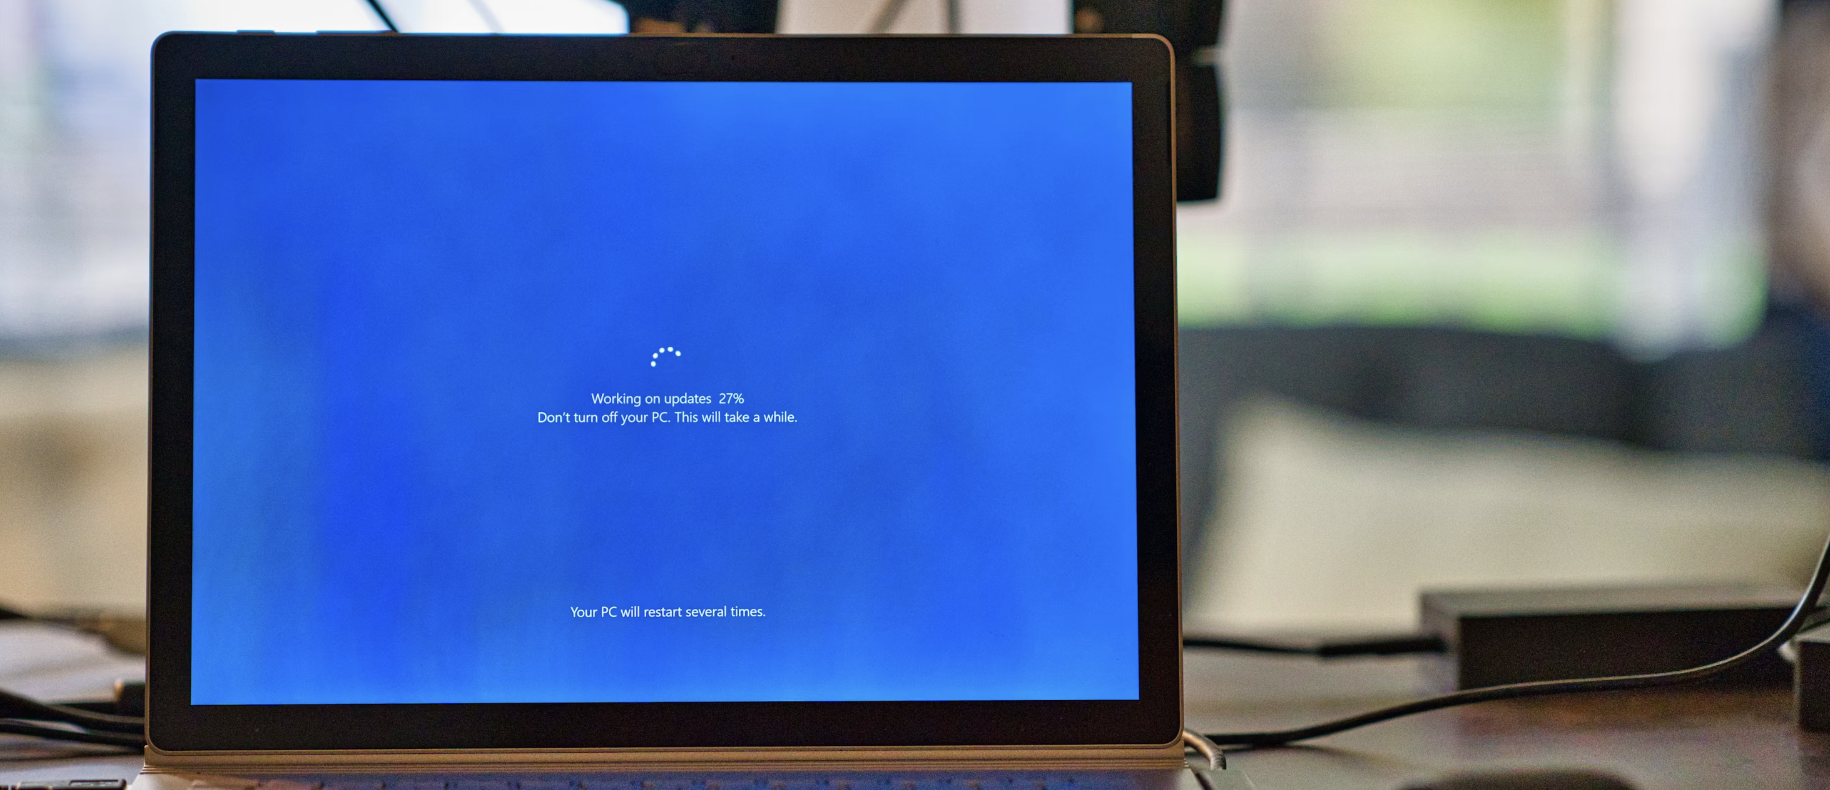 Working on updates  27%
Don't turn off your PC. This will take a while.
Your PC will restart several times.